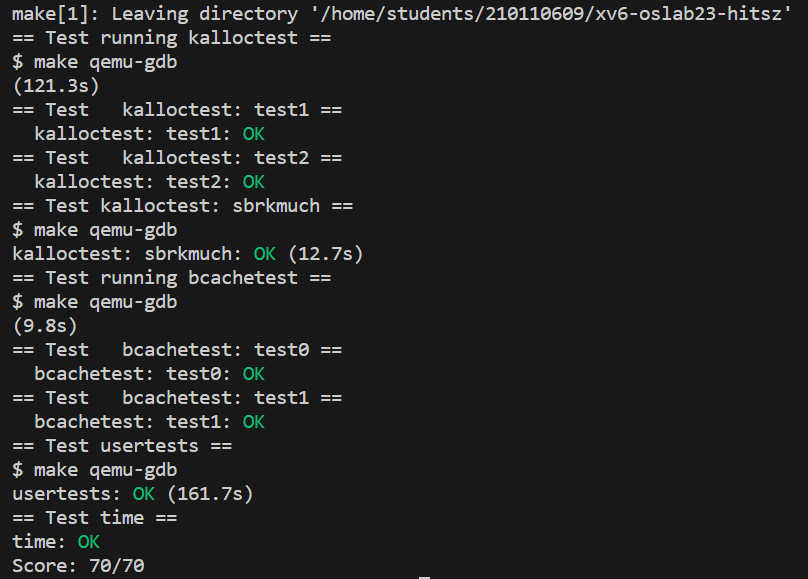 make[1]: Leaving directory '/home/students/210110609/xv6-oslab23-hitsz'
== Test running kalloctest ==
$ make qemu-gdb
(121.3s)
== Test   kalloctest: test1 ==
  kalloctest: test1: OK
== Test   kalloctest: test2 ==
  kalloctest: test2: OK
== Test kalloctest: sbrkmuch ==
$ make qemu-gdb
kalloctest: sbrkmuch: OK (12.7s)
== Test running bcachetest ==
$ make qemu-gdb
(9.8s)
== Test   bcachetest: test0 ==
  bcachetest: test0: OK
== Test   bcachetest: test1 ==
  bcachetest: test1: OK
== Test usertests ==
$ make qemu-gdb
usertests: OK (161.7s)
== Test time ==
time: OK
Score: 70/70